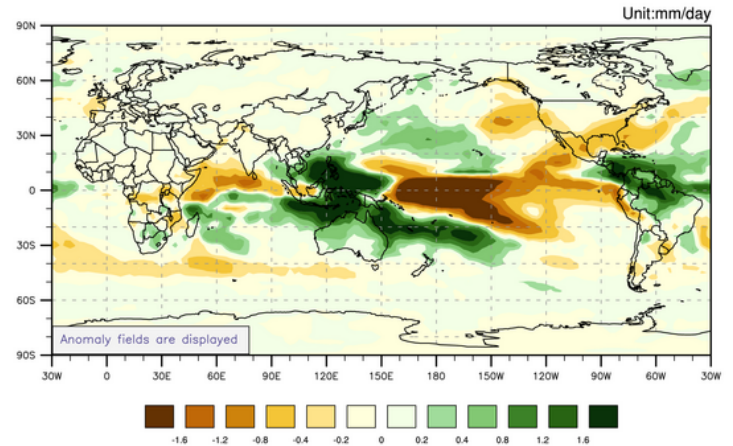 Unit:mm/day
90N
60N
30N
0
30S
60S
90S
Anomaly fields are displayed
30W 0 30E 60E 90E 120E 150E 180 150W 120W 90W 60W 30W
-1.6 -1.2 -0.8 -0.4 -0.2 0 0.2 0.4 0.8 1.2 1.6